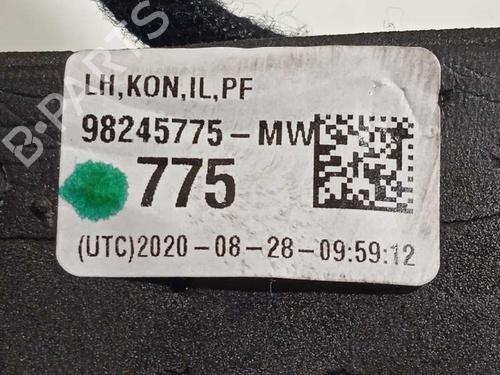 B-PARTS
LH,KON,IL,PF
98245775-MW
775
(UTC)2020-08-28-09:59:12